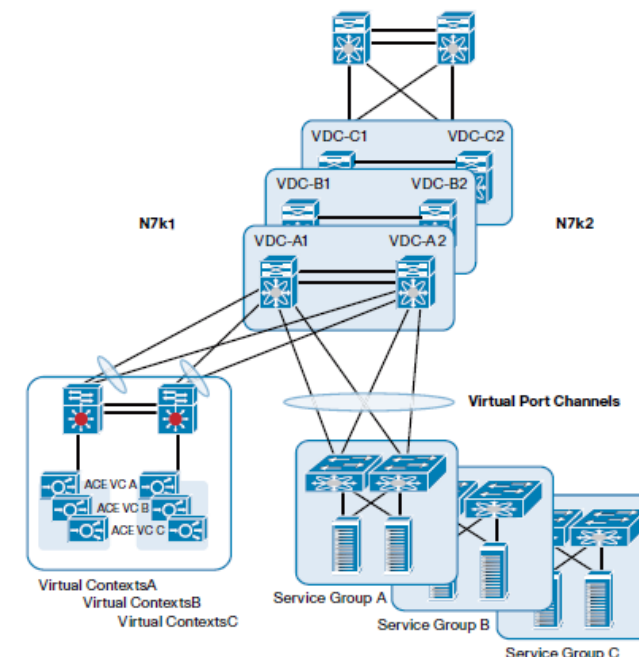 VDC-C1
VDC-C2
VDC-B1
VDC-B2
N7k1
N7k2
VDC-A1
VDC-A2
Virtual Port Channels
ACE VC A
ACE VC B
ACE VC C
Virtual ContextsA
Virtual ContextsB
Virtual ContextsC
Service Group A
Service Group B
Service Group C